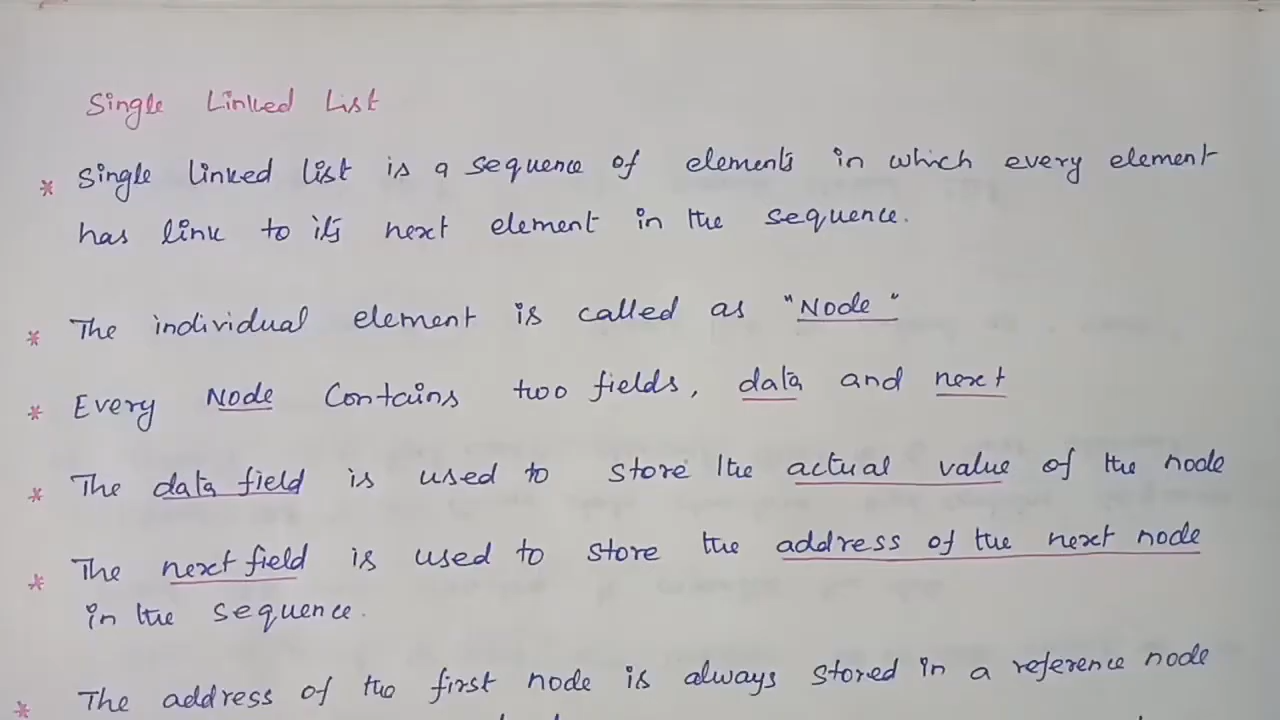 Single Linked List
* Single linked list is a sequence of elements in which every element
has link to its next element in the sequence.
* The individual element is called as "Node"
* Every Node Contains two fields, data and next
* The data field is used to store the actual value of the node
* The next field is used to store the address of the next node
in the sequence.
* The address of the first node is always stored in a reference node